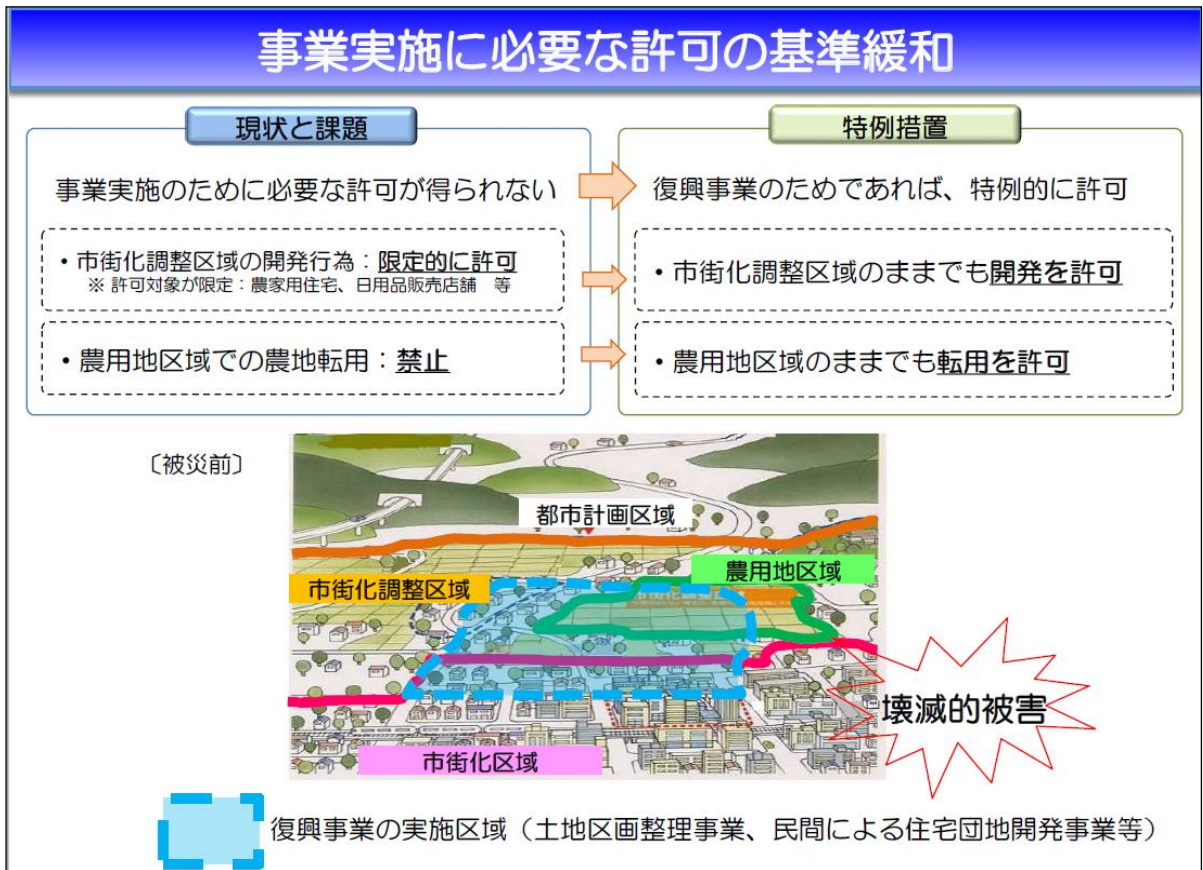 事業実施に必要な許可の基準緩和
現状と課題
事業実施のために必要な許可が得られない
・市街化調整区域の開発行為：限定的に許可
※ 許可対象が限定：農家用住宅、日用品販売店舗　等
・農用地区域での農地転用：禁止
特例措置
復興事業のためであれば、特例的に許可
・市街化調整区域のままでも開発を許可
・農用地区域のままでも転用を許可
〔被災前〕
都市計画区域
農用地区域
市街化調整区域
壊滅的被害
市街化区域
復興事業の実施区域（土地区画整理事業、民間による住宅団地開発事業等）